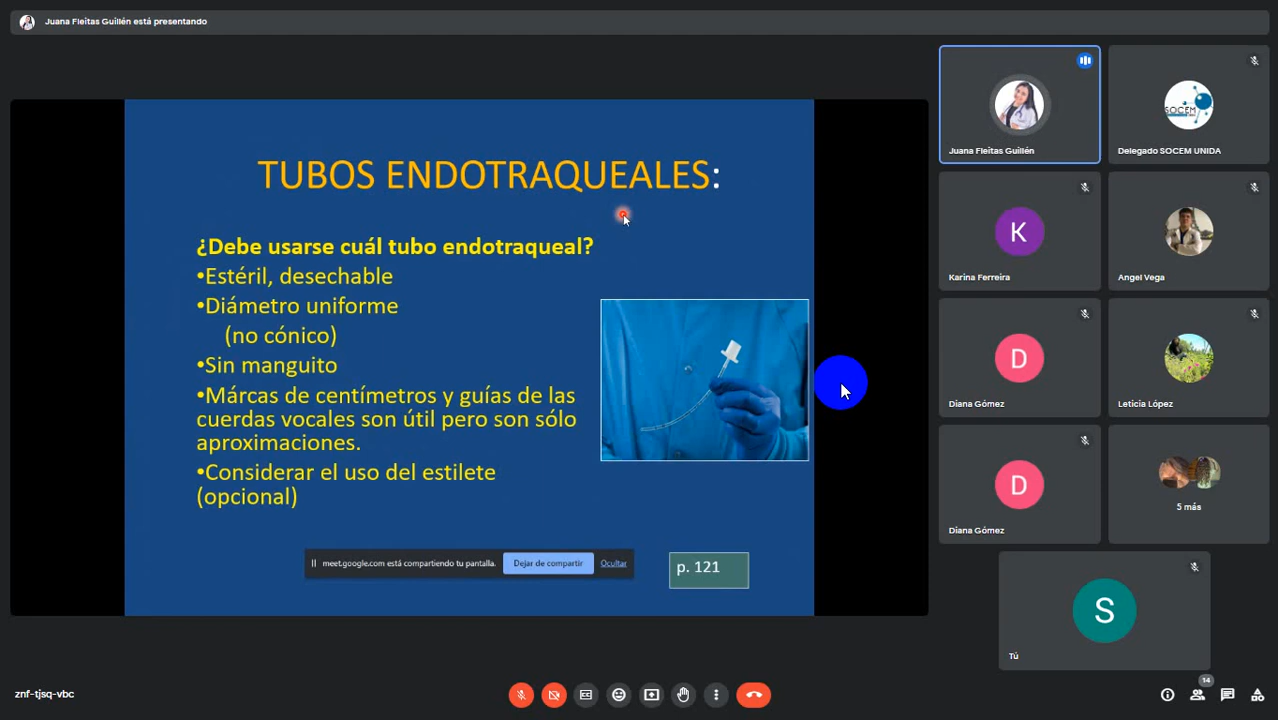 Juana Fleitas Guillén está presentando
TUBOS ENDOTRAQUEALES:
¿Debe usarse cuál tubo endotraqueal?
•Estéril, desechable
•Diámetro uniforme
(no cónico)
•Sin manguito
•Márcas de centímetros y guías de las
cuerdas vocales son útil pero son sólo
aproximaciones.
•Considerar el uso del estilete
(opcional)
meet.google.com está compartiendo tu pantalla.
Dejar de compartir
Ocultar
p. 121
Juana Fleitas Guillén
SOCEM
Delegado SOCEM UNIDA
K
Karina Ferreira
Angel Vega
D
Diana Gómez
Leticia López
D
Diana Gómez
5 más
S
Tú
znf-tjsq-vbc
14